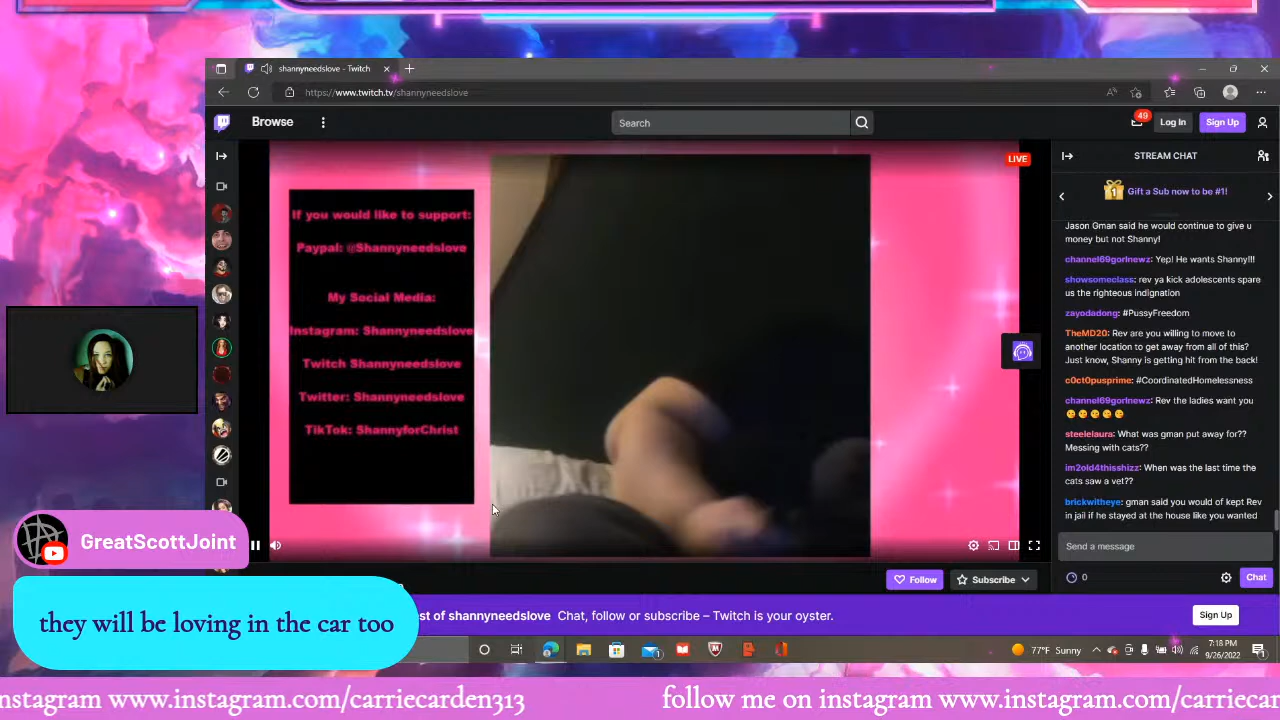 shannyneedslove - Twitch
https://www.twitch.tv/shannyneedslove
Browse
Search
49
Log In
Sign Up
LIVE
If you would like to support:
Paypal: @Shannyneedslove
My Social Media:
Instagram: Shannyneedslove
Twitch Shannyneedslove
Twitter: Shannyneedslove
TikTok: ShannyforChrist
STREAM CHAT
1
Gift a Sub now to be #1!
Jason Gman said he would continue to give u
money but not Shanny!
channel69gorlnewz: Yep! He wants Shanny!!!
showsomeclass: rev ya kick adolescents spare
us the righteous indignation
zayodadong: #PussyFreedom
TheMD20: Rev are you willing to move to
another location to get away from all of this?
Just know, Shanny is getting hit from the back!
c0ct0pusprime: #CoordinatedHomelessness
channel69gorlnewz: Rev the ladies want you
steelelaura: What was gman put away for??
Messing with cats??
im2old4thisshizz: When was the last time the
cats saw a vet??
brickwitheye: gman said you would of kept Rev
in jail if he stayed at the house like you wanted
Send a message
0
Chat
Follow
Subscribe
GreatScottJoint
they will be loving in the car too
st of shannyneedslove Chat, follow or subscribe – Twitch is your oyster.
Sign Up
77°F Sunny
7:18 PM
9/26/2022
nstagram www.instagram.com/carriecarden313
follow me on instagram www.instagram.com/carriecar